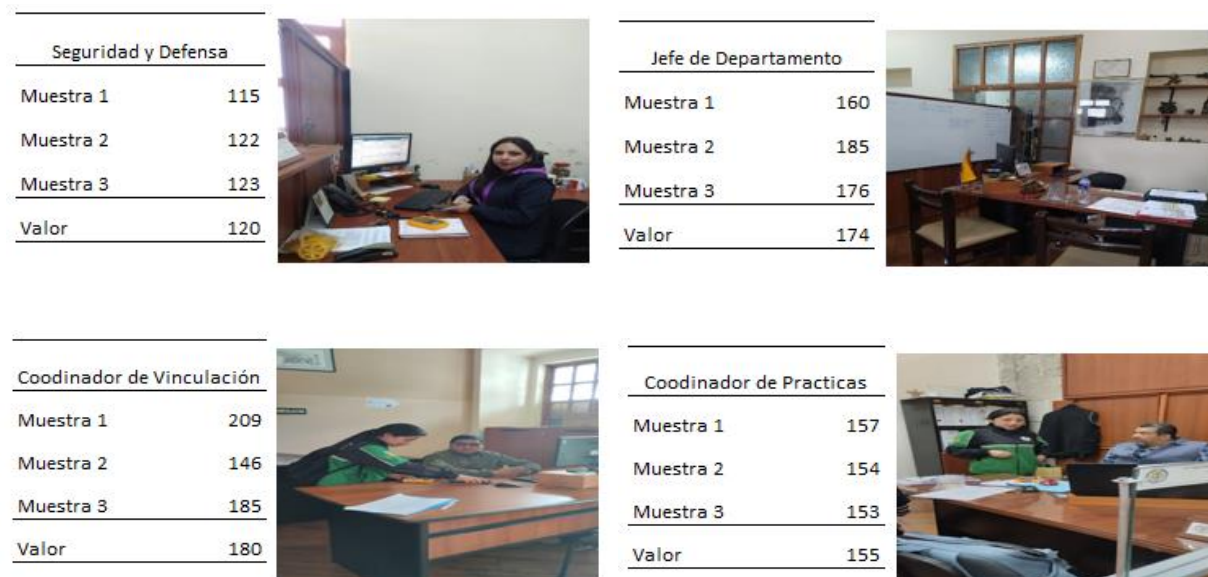 Seguridad y Defensa
Muestra 1 115
Muestra 2 122
Muestra 3 123
Valor 120
Jefe de Departamento
Muestra 1 160
Muestra 2 185
Muestra 3 176
Valor 174
Coodinador de Vinculación
Muestra 1 209
Muestra 2 146
Muestra 3 185
Valor 180
Coodinador de Practicas
Muestra 1 157
Muestra 2 154
Muestra 3 153
Valor 155